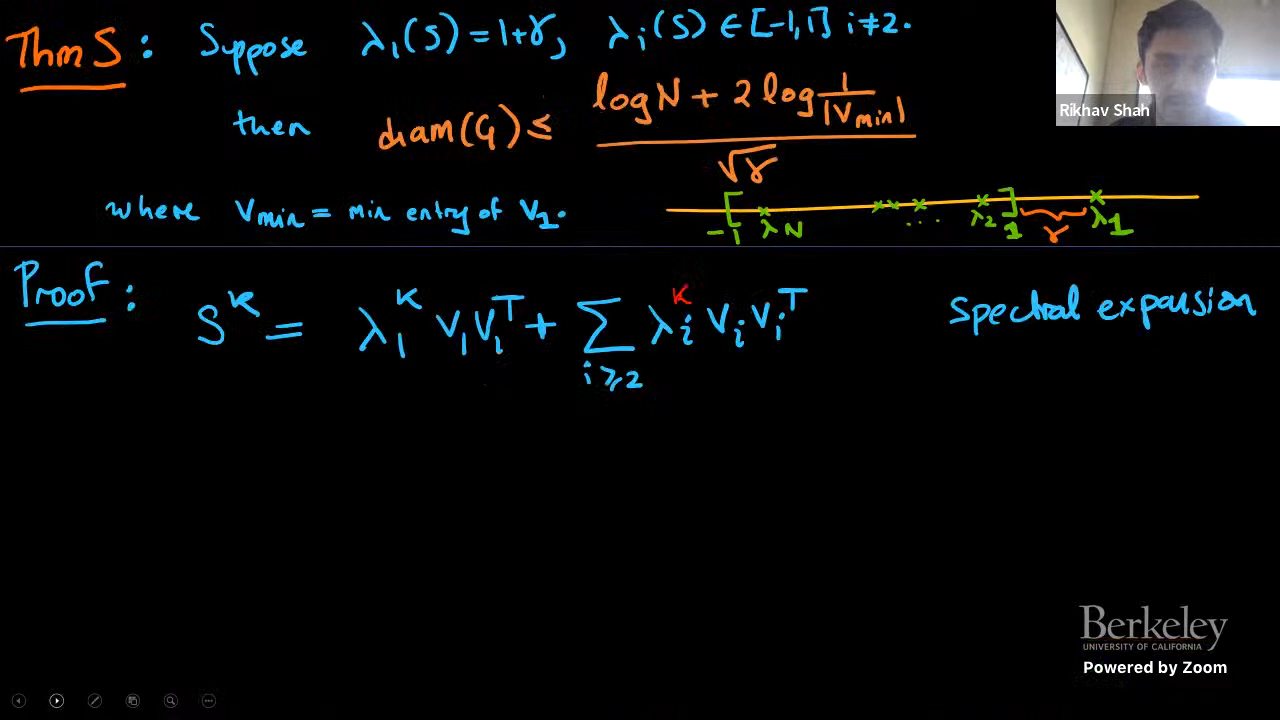 Thm S: Suppose λ₁(S) = 1+γ, λᵢ(S) ∈ [-1,1] i≠2.
then diam(G) ≤ (log N + 2 log 1/|Vmin|) / √γ
where Vmin = min entry of V₁.
[ -1 λN ... λ₂ ] 1 γ λ1
Proof: Sᴷ = λ₁ᴷ V₁V₁ᵀ + Σ i≥2 λᵢᴷ VᵢVᵢᵀ spectral expansion
Rikhav Shah
Berkeley
UNIVERSITY OF CALIFORNIA
Powered by Zoom